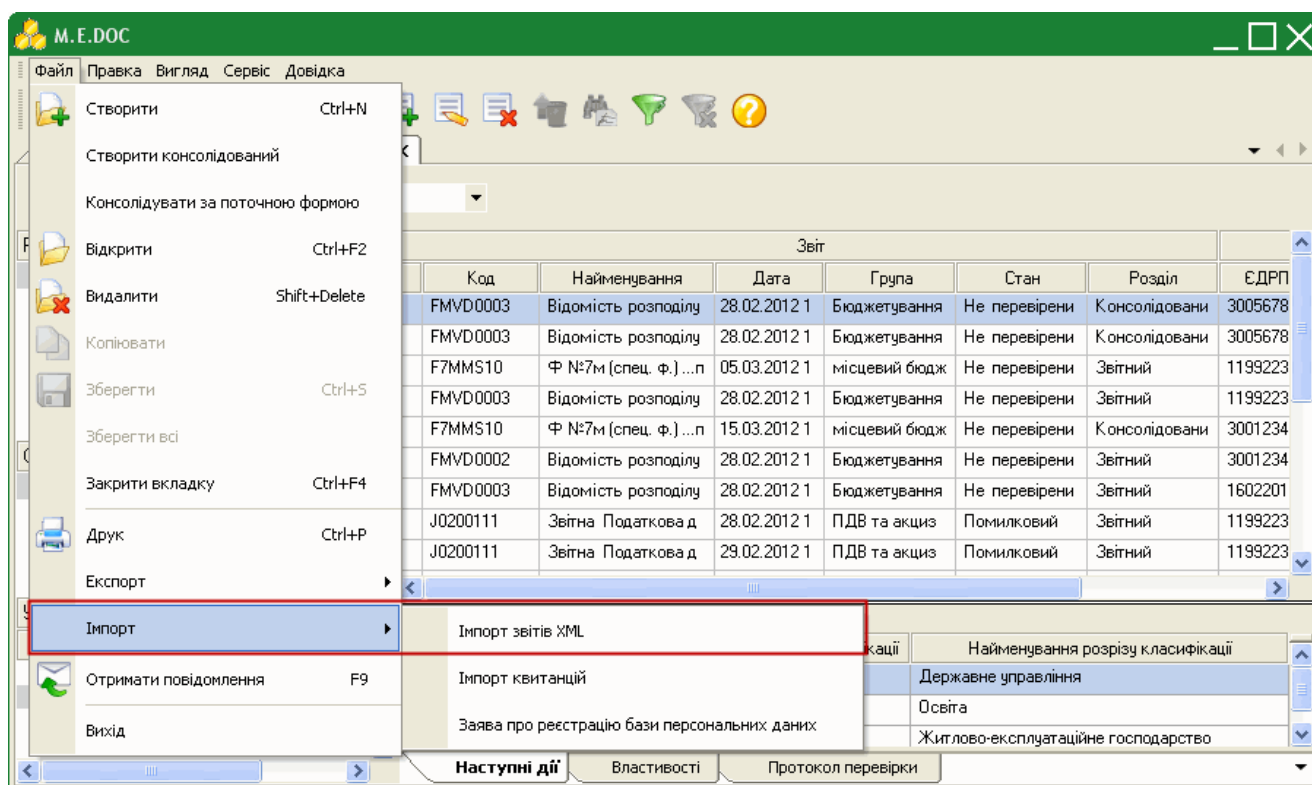 M.E.DOC
Файл Правка Вигляд Сервіс Довідка
Створити Ctrl+N
Створити консолідований
Консолідувати за поточною формою
Відкрити Ctrl+F2
Видалити Shift+Delete
Копіювати
Зберегти Ctrl+S
Зберегти всі
Закрити вкладку Ctrl+F4
Друк Ctrl+P
Експорт
Імпорт
Отримати повідомлення F9
Вихід
Імпорт звітів XML
Імпорт квитанцій
Заява про реєстрацію бази персональних даних
Звіт
Код Найменування Дата Група Стан Розділ ЄДРП
FMVD0003 Відомість розподілу 28.02.2012 1 Бюджетування Не перевірени Консолідовани 3005678
FMVD0003 Відомість розподілу 28.02.2012 1 Бюджетування Не перевірени Консолідовани 3005678
F7MMS10 Ф №7м (спец. ф.) ...п 05.03.2012 1 місцевий бюдж Не перевірени Звітний 1199223
FMVD0003 Відомість розподілу 28.02.2012 1 Бюджетування Не перевірени Звітний 1199223
F7MMS10 Ф №7м (спец. ф.) ...п 15.03.2012 1 місцевий бюдж Не перевірени Консолідовани 3001234
FMVD0002 Відомість розподілу 28.02.2012 1 Бюджетування Не перевірени Звітний 3001234
FMVD0003 Відомість розподілу 28.02.2012 1 Бюджетування Не перевірени Звітний 1602201
J0200111 Звітна Податкова д 28.02.2012 1 ПДВ та акциз Помилковий Звітний 1199223
J0200111 Звітна Податкова д 29.02.2012 1 ПДВ та акциз Помилковий Звітний 1199223
кації Найменування розрізу класифікації
Державне управління
Освіта
Житлово-експлуатаційне господарство
Наступні дії Властивості Протокол перевірки